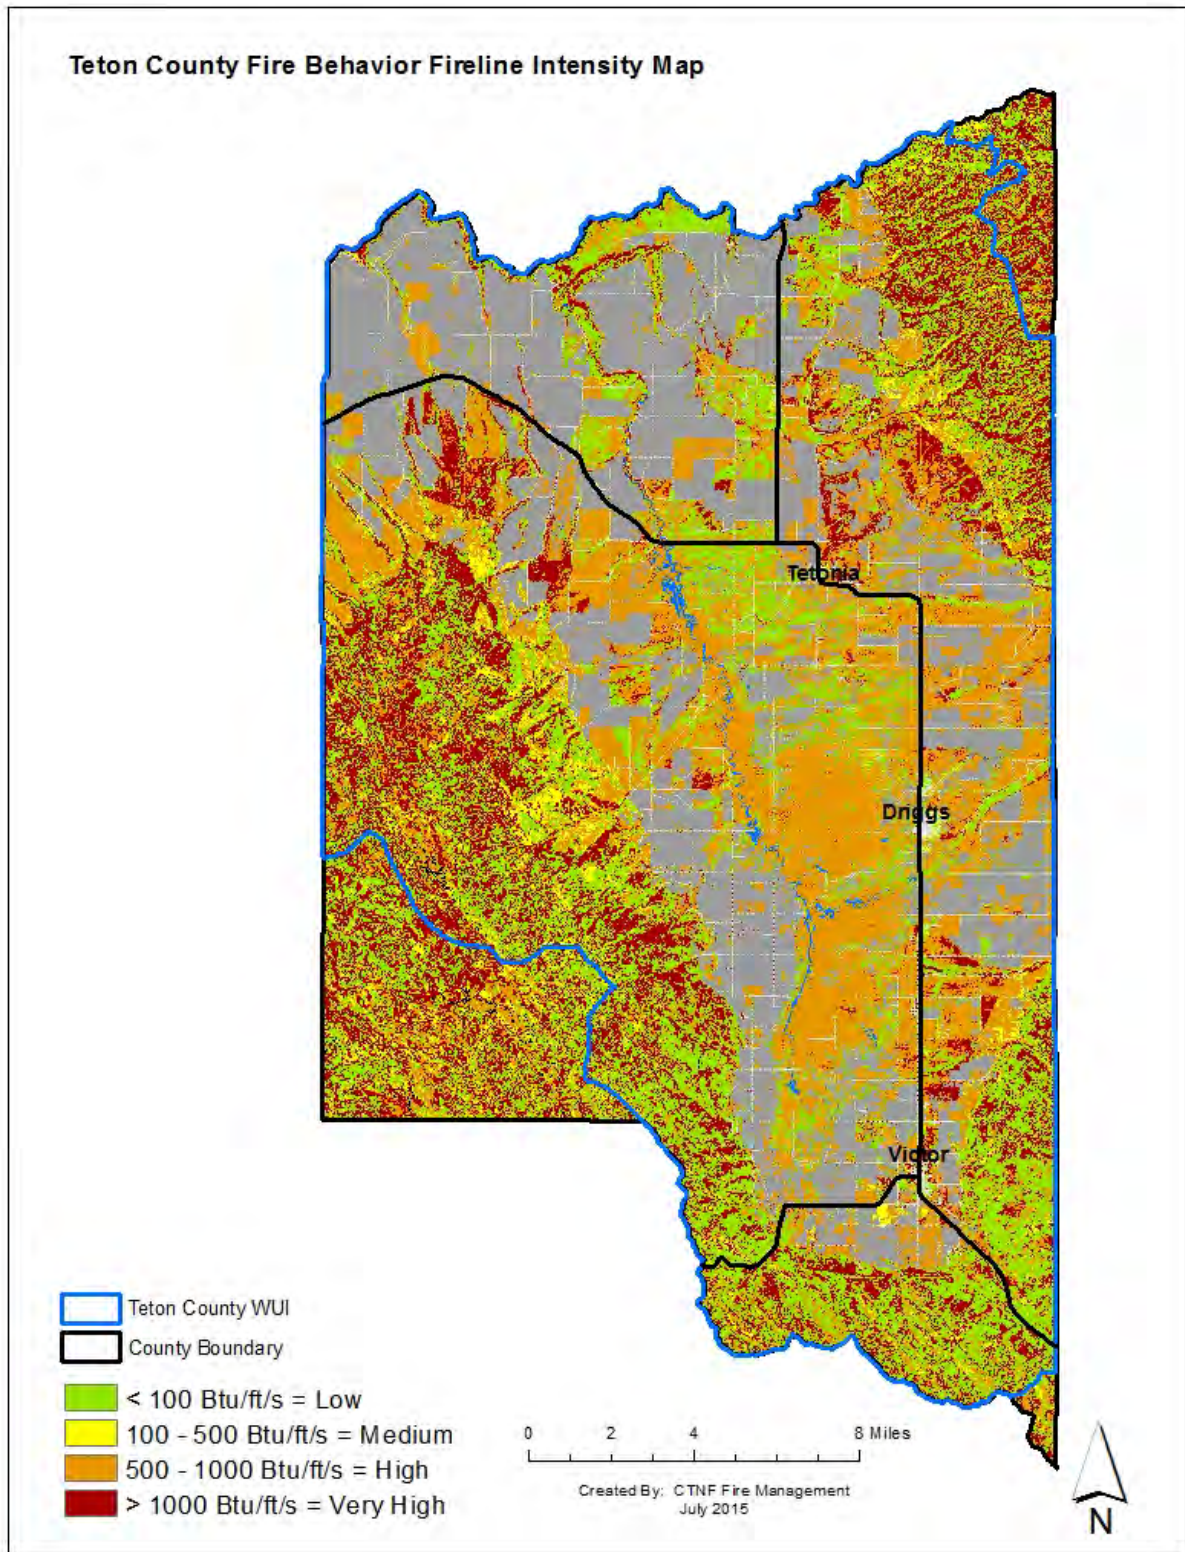 Teton County Fire Behavior Fireline Intensity Map
Tetonia
Driggs
Victor
Teton County WUI
County Boundary
< 100 Btu/ft/s = Low
100 - 500 Btu/ft/s = Medium
500 - 1000 Btu/ft/s = High
> 1000 Btu/ft/s = Very High
0 2 4 8 Miles
Created By: CTNF Fire Management
July 2015
N